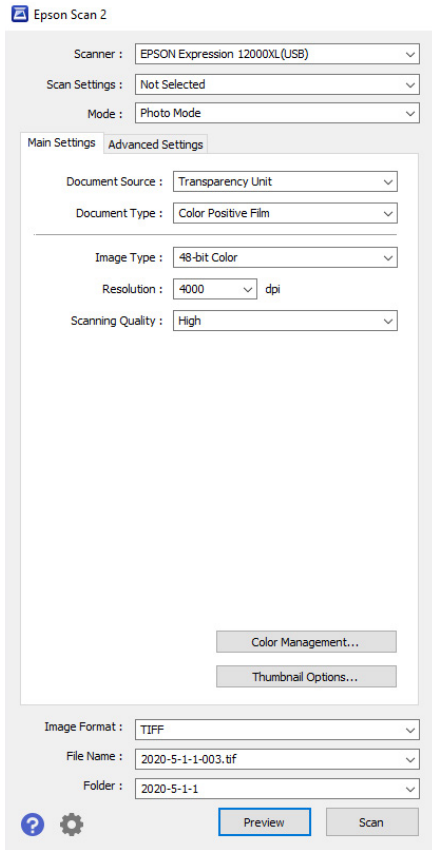 Epson Scan 2
Scanner : EPSON Expression 12000XL(USB)
Scan Settings : Not Selected
Mode : Photo Mode
Main Settings Advanced Settings
Document Source : Transparency Unit
Document Type : Color Positive Film
Image Type : 48-bit Color
Resolution : 4000 dpi
Scanning Quality : High
Color Management...
Thumbnail Options...
Image Format : TIFF
File Name : 2020-5-1-1-003.tif
Folder : 2020-5-1-1
? Preview Scan